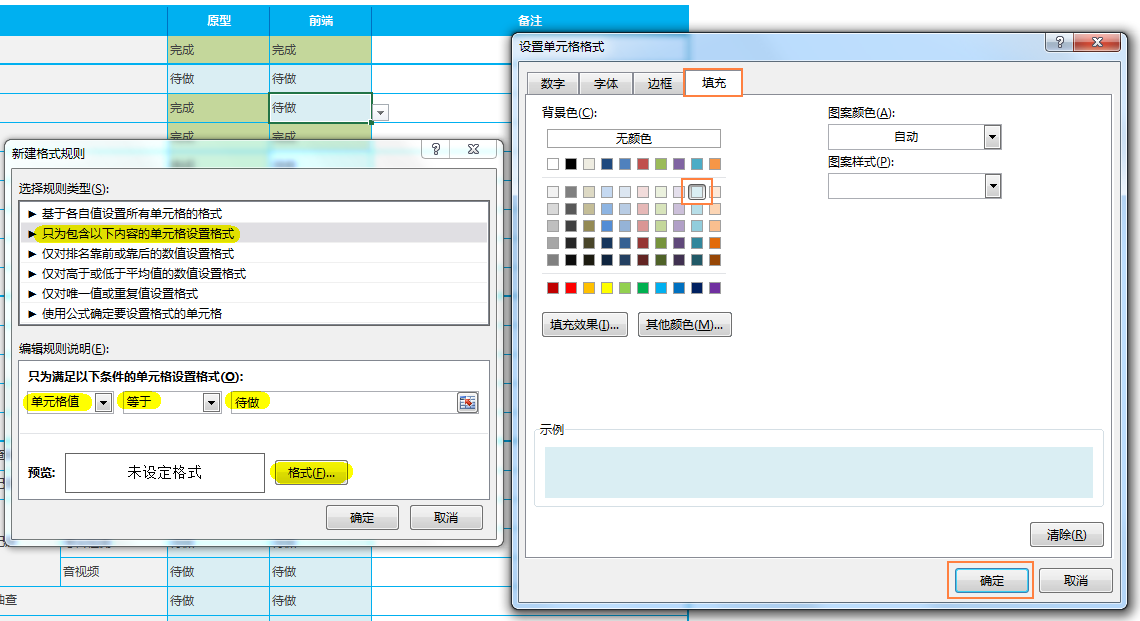 原型 前端 备注
完成 完成
待做 待做
完成 待做
完成 完成
新建格式规则
选择规则类型(S):
► 基于各自值设置所有单元格的格式
► 只为包含以下内容的单元格设置格式
► 仅对排名靠前或靠后的数值设置格式
► 仅对高于或低于平均值的数值设置格式
► 仅对唯一值或重复值设置格式
► 使用公式确定要设置格式的单元格
编辑规则说明(E):
只为满足以下条件的单元格设置格式(O):
单元格值 等于 待做
预览: 未设定格式 格式(F)...
确定 取消
设置单元格格式
数字 字体 边框 填充
背景色(C):
无颜色
填充效果(I)... 其他颜色(M)...
图案颜色(A):
自动
图案样式(P):
示例
清除(R)
确定 取消
待做 待做
音视频 待做 待做
抽查 待做 待做